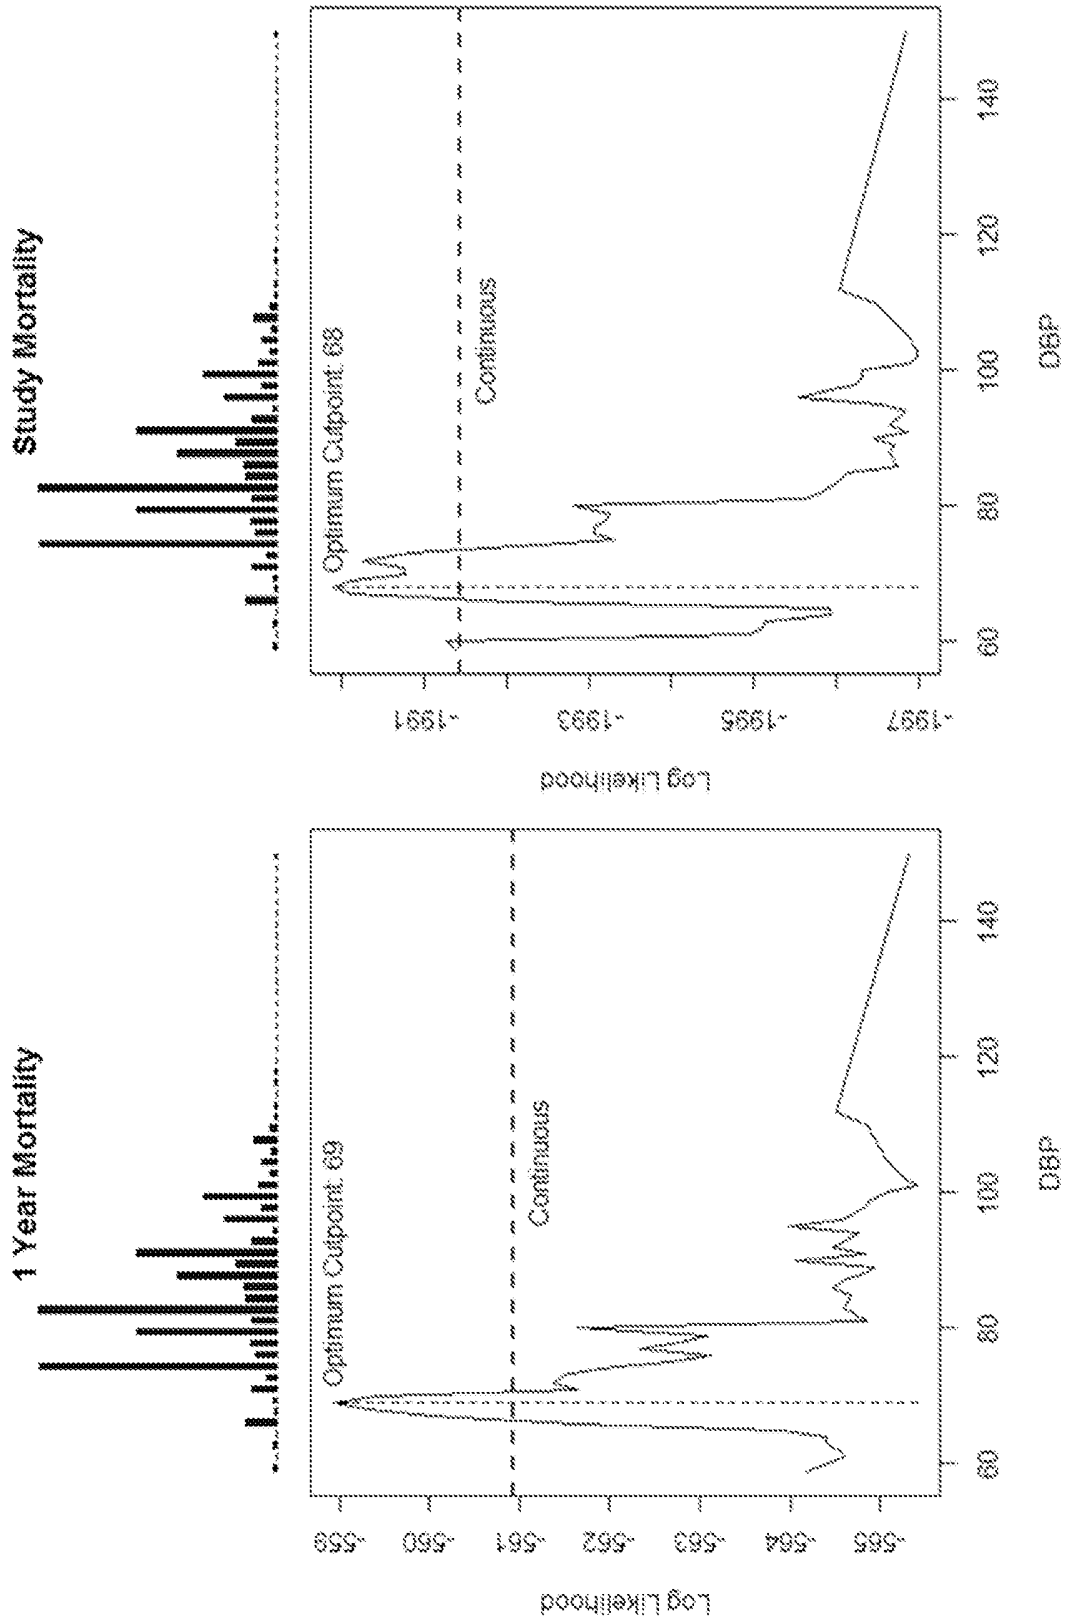 1 Year Mortality
Optimum Cutpoint 69
Continuous
Log Likelihood
-559
-560
-561
-562
-563
-564
-565
60
80
100
120
140
DBP
Study Mortality
Optimum Cutpoint 68
Continuous
Log Likelihood
-1991
-1993
-1995
-1997
60
80
100
120
140
DBP